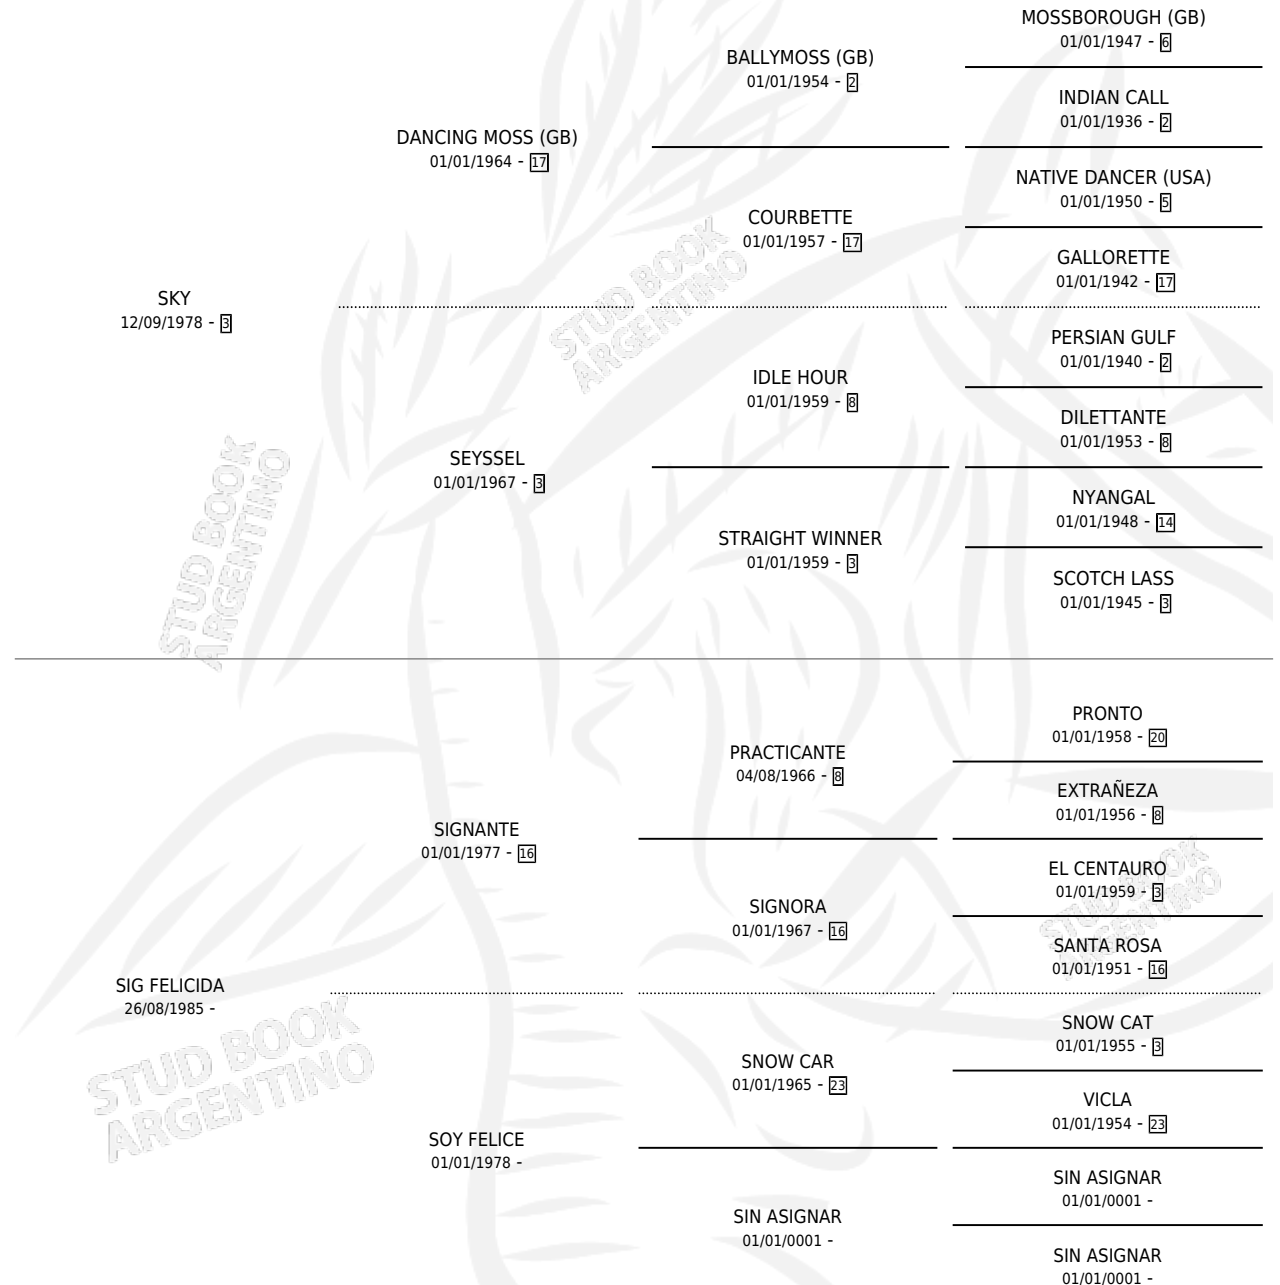 MOSSBOROUGH (GB)
01/01/1947 - 6
BALLYMOSS (GB)
01/01/1954 - 2
INDIAN CALL
01/01/1936 - 2
DANCING MOSS (GB)
01/01/1964 - 17
NATIVE DANCER (USA)
01/01/1950 - 5
COURBETTE
01/01/1957 - 17
GALLORETTE
01/01/1942 - 17
SKY
12/09/1978 - 3
PERSIAN GULF
01/01/1940 - 2
IDLE HOUR
01/01/1959 - 8
DILETTANTE
01/01/1953 - 8
SEYSSEL
01/01/1967 - 3
NYANGAL
01/01/1948 - 14
STRAIGHT WINNER
01/01/1959 - 3
SCOTCH LASS
01/01/1945 - 3
PRONTO
01/01/1958 - 20
PRACTICANTE
04/08/1966 - 8
EXTRAÑEZA
01/01/1956 - 8
SIGNANTE
01/01/1977 - 16
EL CENTAURO
01/01/1959 - 3
SIGNORA
01/01/1967 - 16
SANTA ROSA
01/01/1951 - 16
SIG FELICIDA
26/08/1985 -
SNOW CAT
01/01/1955 - 3
SNOW CAR
01/01/1965 - 23
VICLA
01/01/1954 - 23
SOY FELICE
01/01/1978 -
SIN ASIGNAR
01/01/0001 -
SIN ASIGNAR
01/01/0001 -
SIN ASIGNAR
01/01/0001 -
STUD BOOK
ARGENTINO
STUD BOOK
ARGENTINO
STUD BOOK
ARGENTINO
STUD BOOK
ARGENTINO